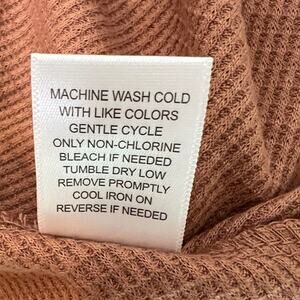 MACHINE WASH COLD
WITH LIKE COLORS
GENTLE CYCLE
ONLY NON-CHLORINE
BLEACH IF NEEDED
TUMBLE DRY LOW
REMOVE PROMPTLY
COOL IRON ON
REVERSE IF NEEDED